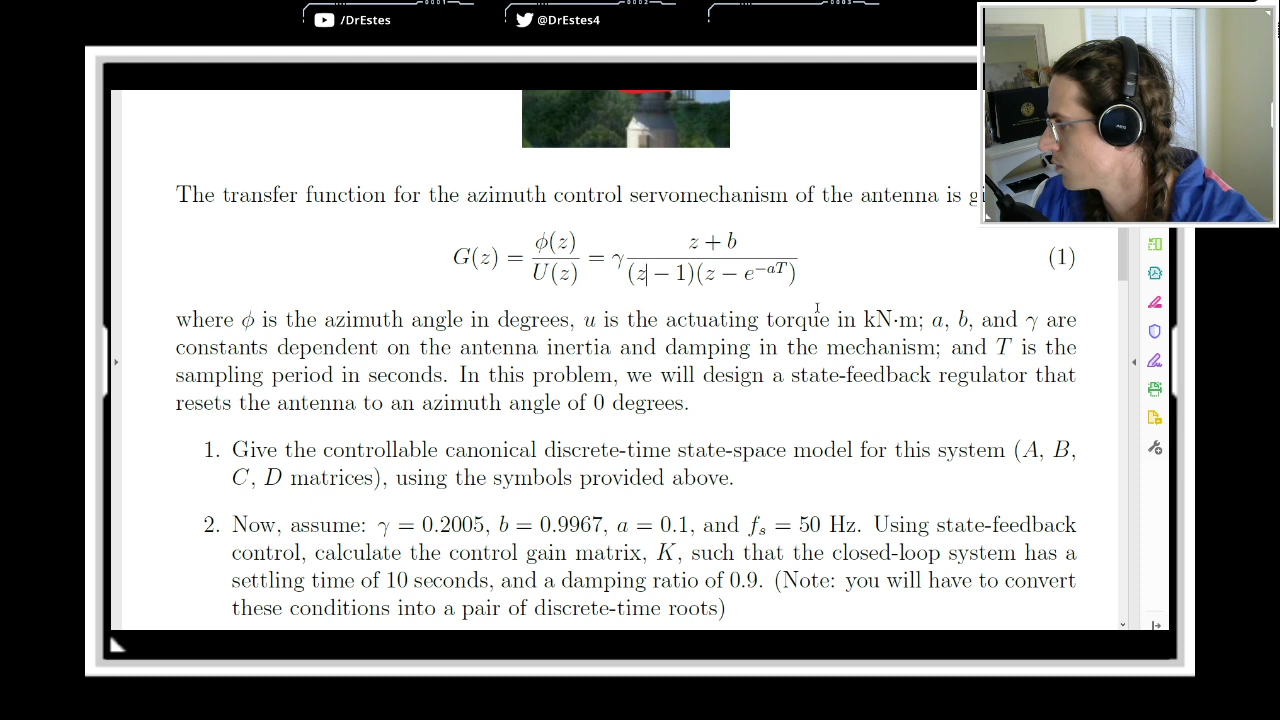 0001 0002 0003
/DrEstes @DrEstes4
The transfer function for the azimuth control servomechanism of the antenna is
G(z) = ϕ(z)/U(z) = γ (z + b)/((z − 1)(z − e^{−aT})) (1)
where ϕ is the azimuth angle in degrees, u is the actuating torque in kN·m; a, b, and γ are
constants dependent on the antenna inertia and damping in the mechanism; and T is the
sampling period in seconds. In this problem, we will design a state-feedback regulator that
resets the antenna to an azimuth angle of 0 degrees.
1. Give the controllable canonical discrete-time state-space model for this system (A, B,
C, D matrices), using the symbols provided above.
2. Now, assume: γ = 0.2005, b = 0.9967, a = 0.1, and f_s = 50 Hz. Using state-feedback
control, calculate the control gain matrix, K, such that the closed-loop system has a
settling time of 10 seconds, and a damping ratio of 0.9. (Note: you will have to convert
these conditions into a pair of discrete-time roots)